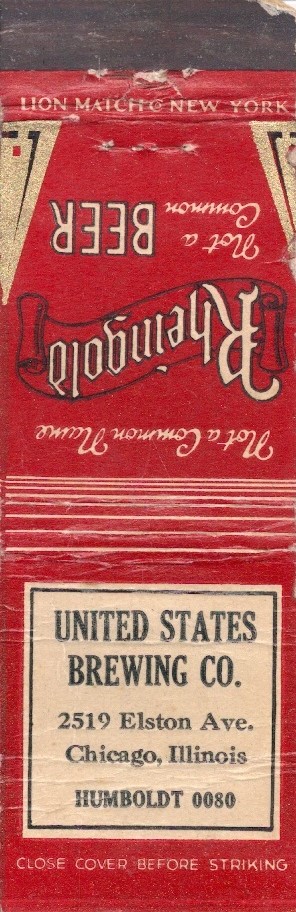 LION MATCH Co NEW YORK
Not a Common Name
Rheingold
Not a
Common
BEER
UNITED STATES
BREWING CO.
2519 Elston Ave.
Chicago, Illinois
HUMBOLDT 0080
CLOSE COVER BEFORE STRIKING